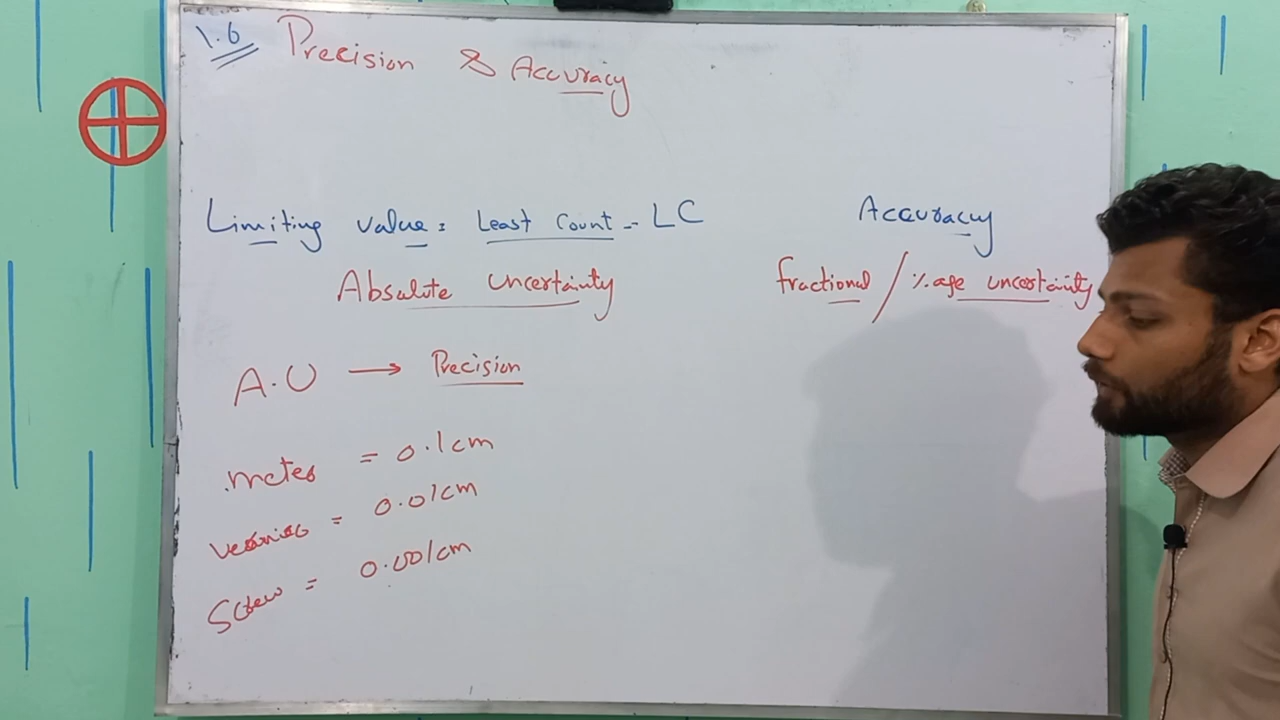 1.6 Precision & Accuracy
Limiting value = Least Count = LC
Absolute uncertainty
A.U → Precision
meter = 0.1cm
vernier = 0.01cm
Screw = 0.001cm
Accuracy
fractional / %age uncertainty